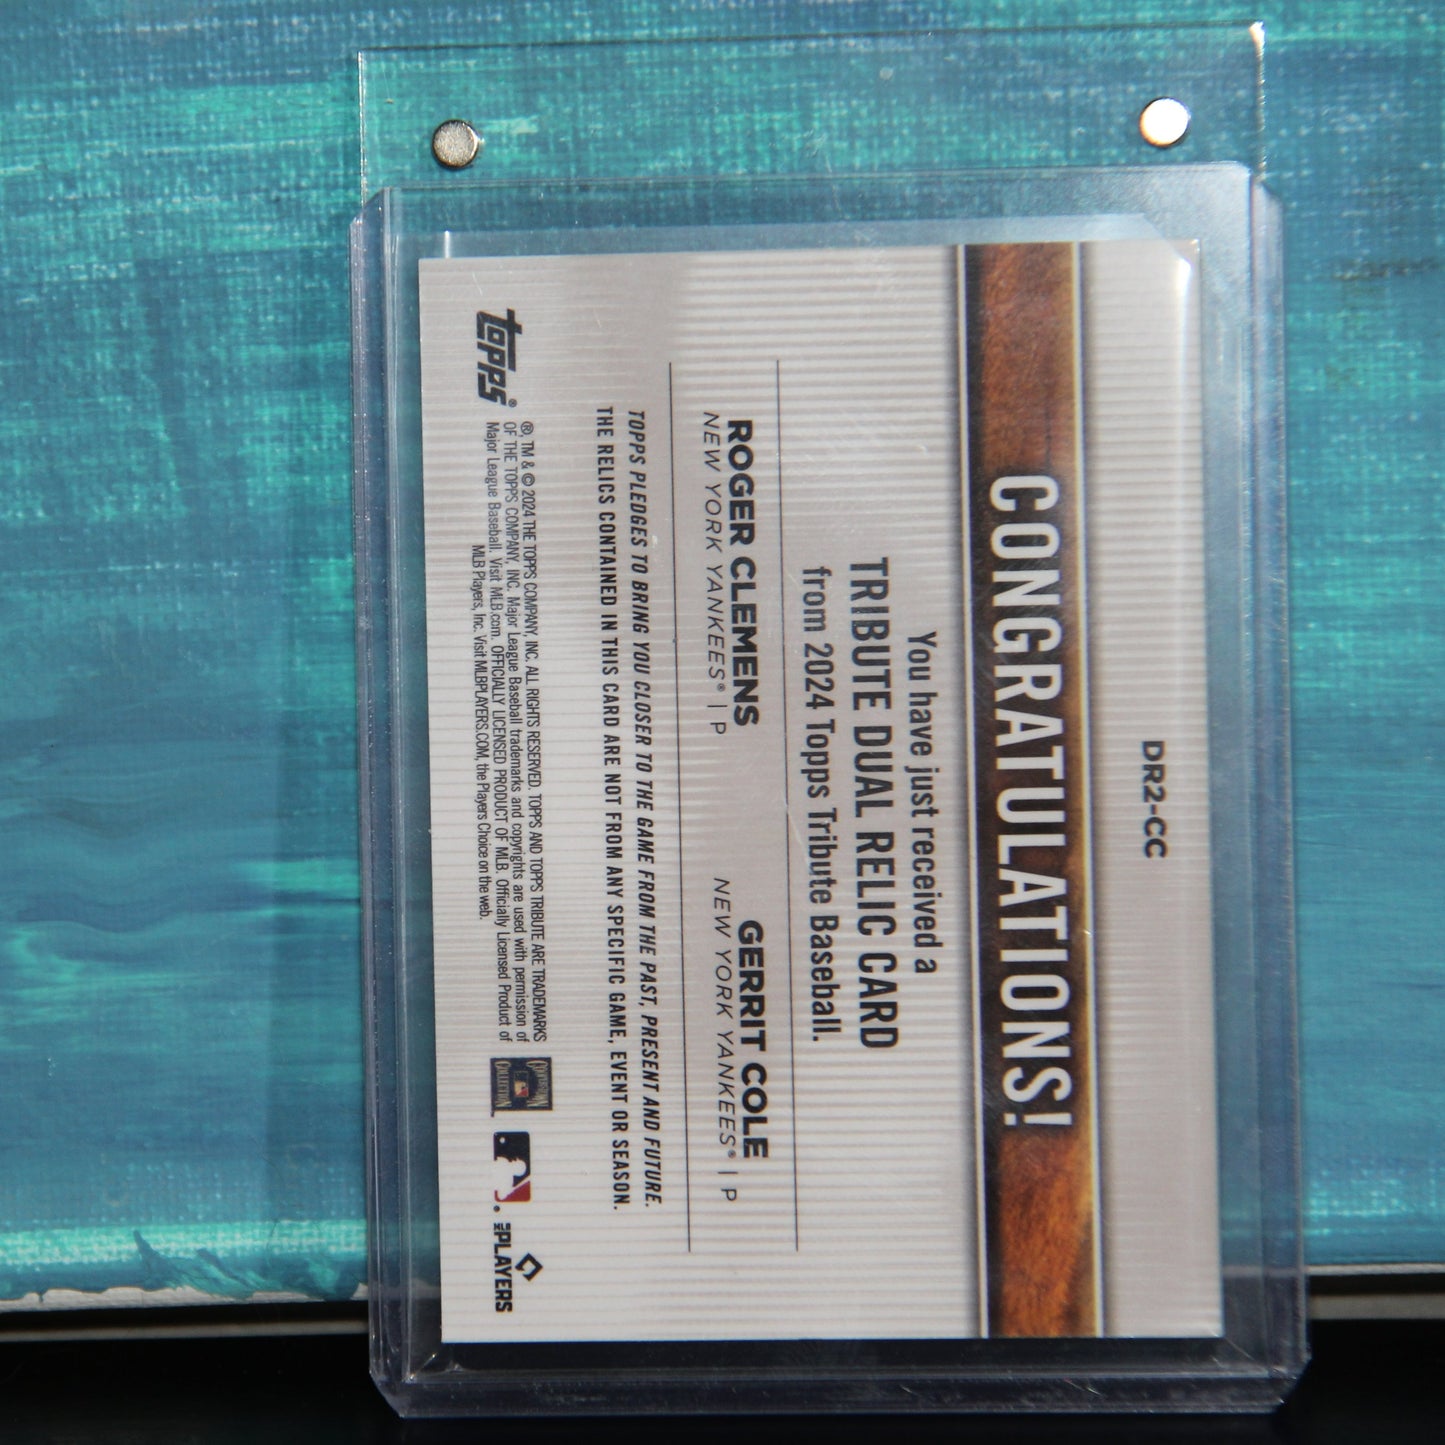 DR2-CC
CONGRATULATIONS!
You have just received a
TRIBUTE DUAL RELIC CARD
from 2024 Topps Tribute Baseball.
ROGER CLEMENS
NEW YORK YANKEES® | P
GERRIT COLE
NEW YORK YANKEES® | P
TOPPS PLEDGES TO BRING YOU CLOSER TO THE GAME FROM THE PAST, PRESENT AND FUTURE.
THE RELICS CONTAINED IN THIS CARD ARE NOT FROM ANY SPECIFIC GAME, EVENT OR SEASON.
topps®
®, TM & © 2024 THE TOPPS COMPANY, INC. ALL RIGHTS RESERVED. TOPPS AND TOPPS TRIBUTE ARE TRADEMARKS
OF THE TOPPS COMPANY, INC. Major League Baseball trademarks and copyrights are used with permission of
Major League Baseball. Visit MLB.com. OFFICIALLY LICENSED PRODUCT OF MLB. Officially Licensed Product of
MLB Players, Inc. Visit MLBPLAYERS.COM, the Players Choice on the web.
COOPERSTOWN
COLLECTION
MLB PLAYERS